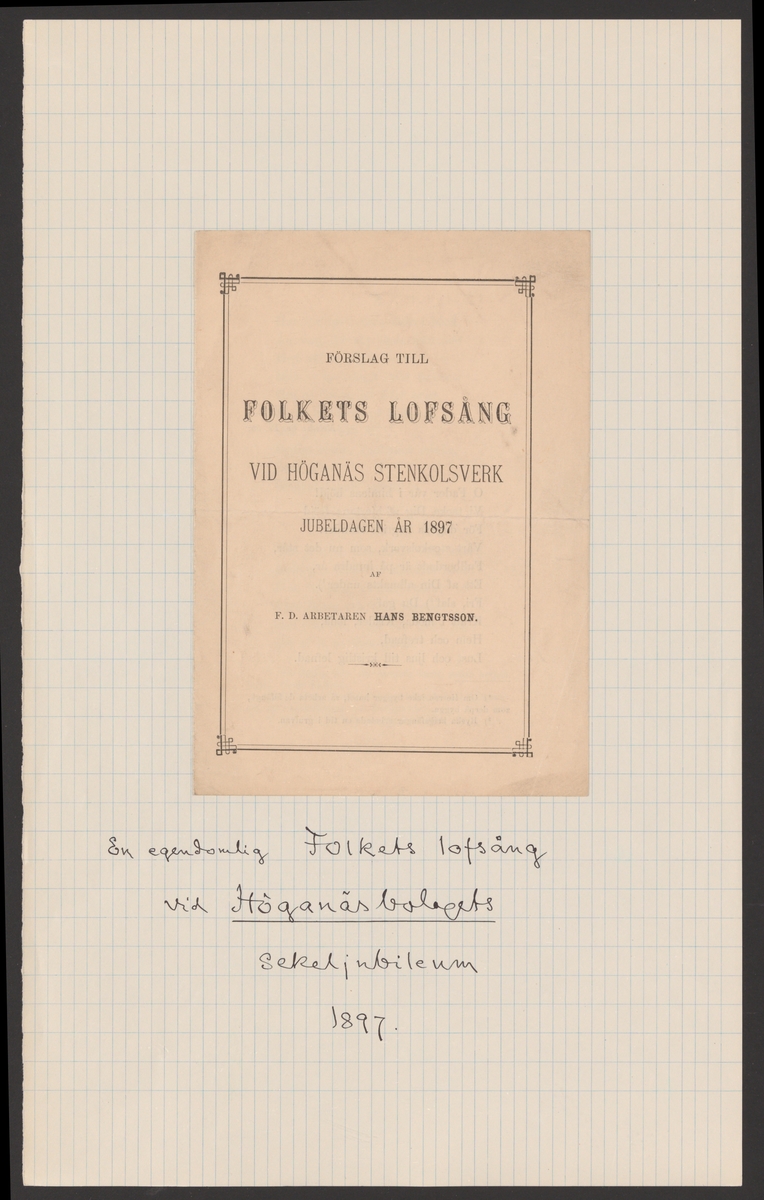 FÖRSLAG TILL
FOLKETS LOFSÅNG
VID HÖGANÄS STENKOLSVERK
JUBELDAGEN ÅR 1897
AF
F. D. ARBETAREN HANS BENGTSSON.
En egendomlig Folkets lofsång
vid Höganäsbolagets
Sekeljubileum
1897.